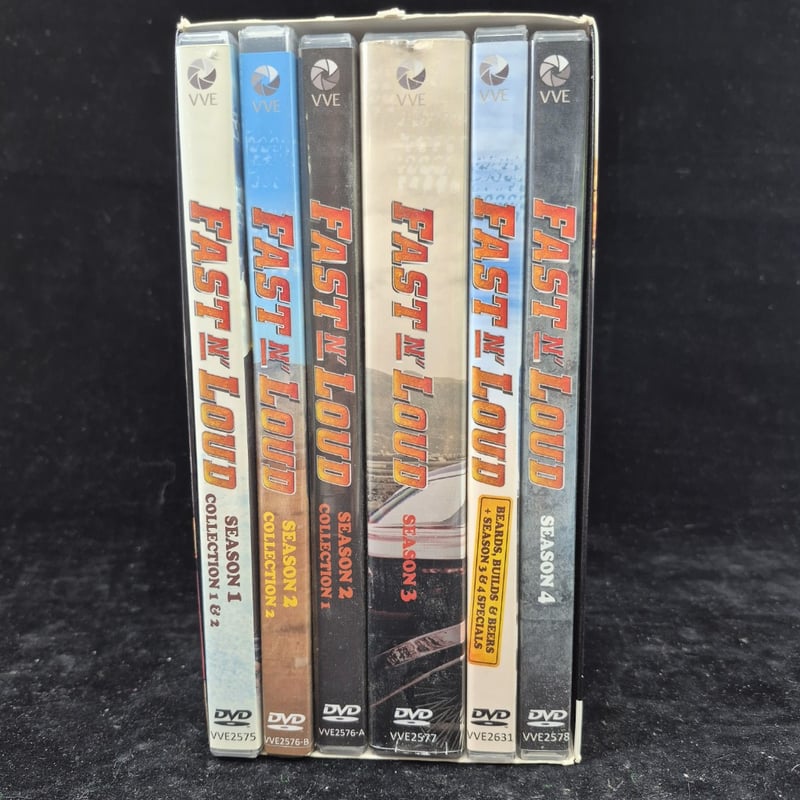 VVE
FAST
N'
LOUD
SEASON 1
COLLECTION 1 & 2
DVD
VVE2575
VVE
FAST
N'
LOUD
SEASON 2
COLLECTION 2
DVD
VVE2576-B
VVE
FAST
N'
LOUD
SEASON 2
COLLECTION 1
DVD
VVE2576-A
VVE
FAST
N'
LOUD
SEASON 3
DVD
VVE2577
VVE
FAST
N'
LOUD
BEARDS, BUILDS & BEERS
+ SEASON 3 & 4 SPECIALS
DVD
VVE2631
VVE
FAST
N'
LOUD
SEASON 4
DVD
VVE2578